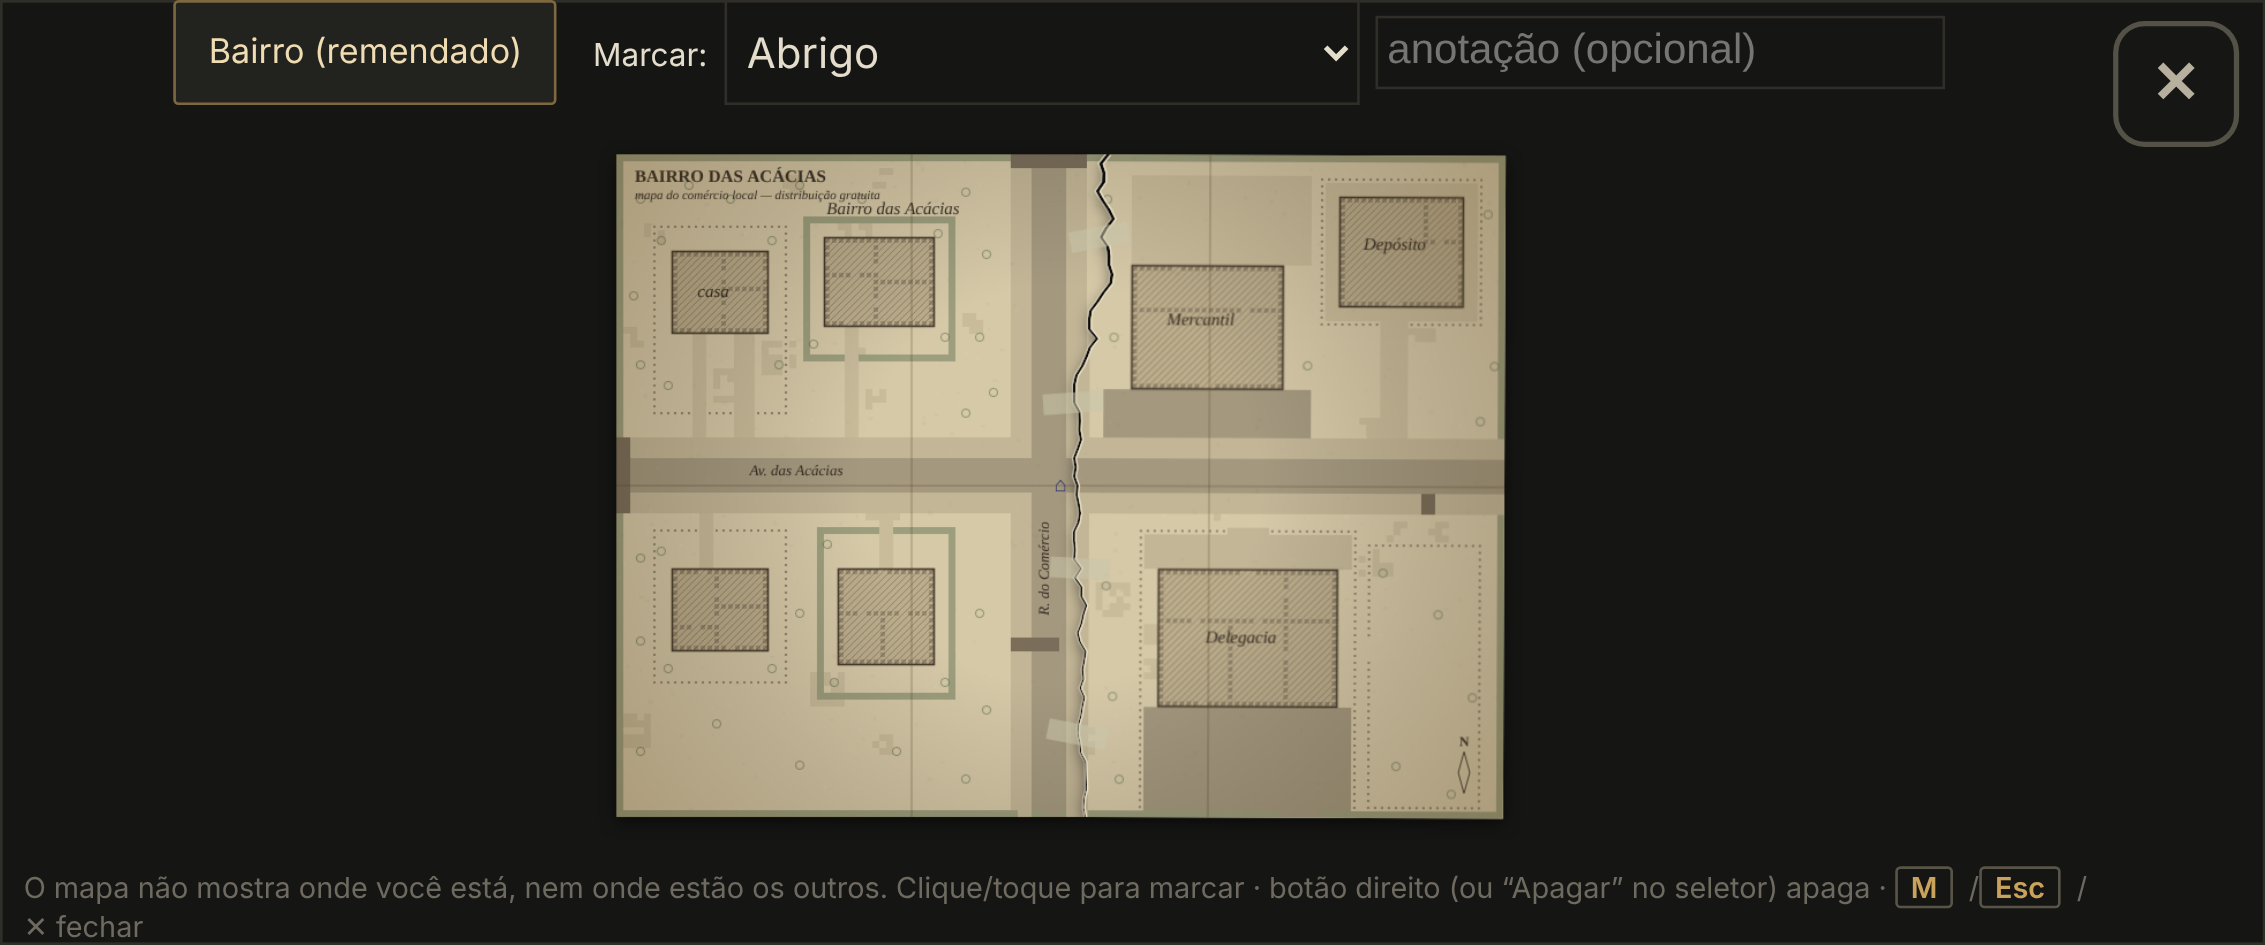 Bairro (remendado)
Marcar:
Abrigo
anotação (opcional)
✕
BAIRRO DAS ACÁCIAS
mapa do comércio local — distribuição gratuita
Bairro das Acácias
casa
Mercantil
Depósito
Av. das Acácias
R. do Comércio
Delegacia
N
O mapa não mostra onde você está, nem onde estão os outros. Clique/toque para marcar · botão direito (ou “Apagar” no seletor) apaga · M / Esc /
✕ fechar